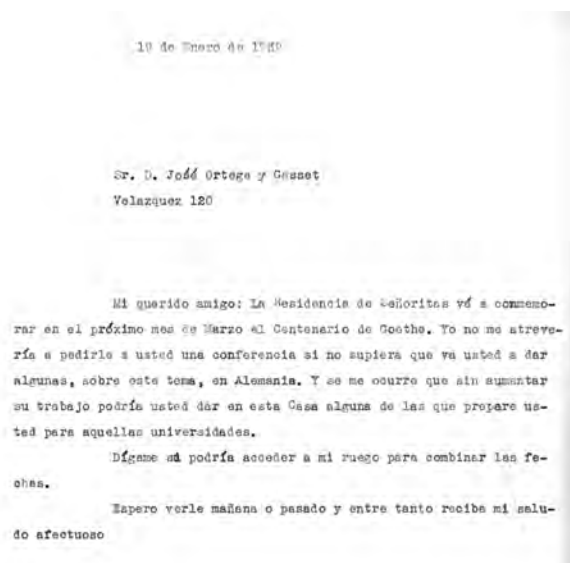 de Enero de
Sr. D. José Ortega y Gasset
Velazquez 120
Mi querido amigo: La Residencia de Señoritas vá a conmemo-
rar en el próximo mes de Marzo el Centenario de Goethe. Yo no me atreve-
ría a pedirle a usted una conferencia si no supiera que va usted a dar
algunas, sobre este tema, en Alemania. Y se me ocurre que sin aumentar
su trabajo podría usted dar en esta Casa alguna de las que prepare us-
ted para aquellas universidades.
Dígame si podría acceder a mi ruego para combinar las fe-
chas.
Espero verle mañana o pasado y entre tanto reciba mi salu-
do afectuoso